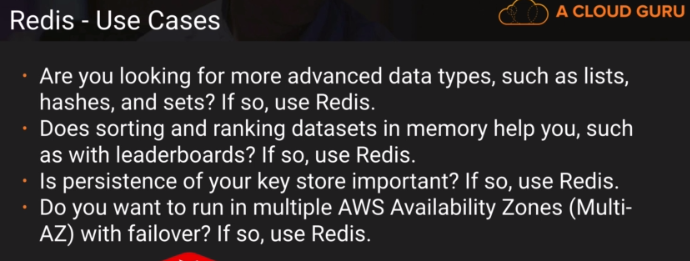 Redis - Use Cases
A CLOUD GURU
• Are you looking for more advanced data types, such as lists,
hashes, and sets? If so, use Redis.
• Does sorting and ranking datasets in memory help you, such
as with leaderboards? If so, use Redis.
• Is persistence of your key store important? If so, use Redis.
• Do you want to run in multiple AWS Availability Zones (Multi-
AZ) with failover? If so, use Redis.